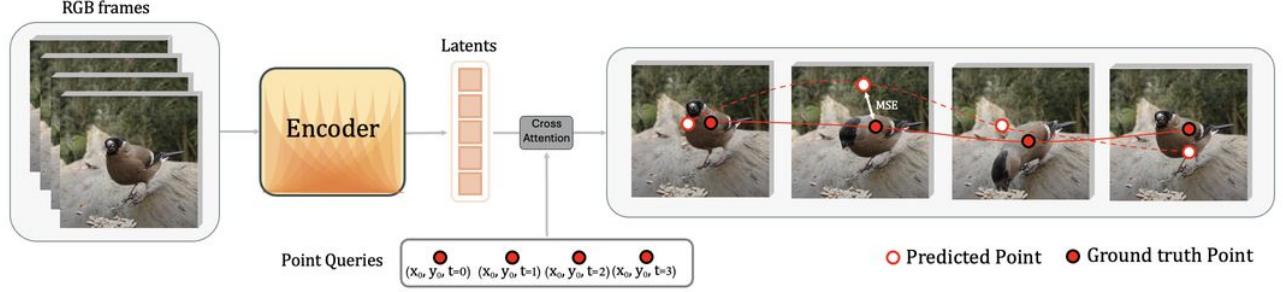 RGB frames
Encoder
Latents
Cross
Attention
MSE
Point Queries
(x₀, y₀, t=0) (x₀, y₀, t=1) (x₀, y₀, t=2) (x₀, y₀, t=3)
Predicted Point
Ground truth Point